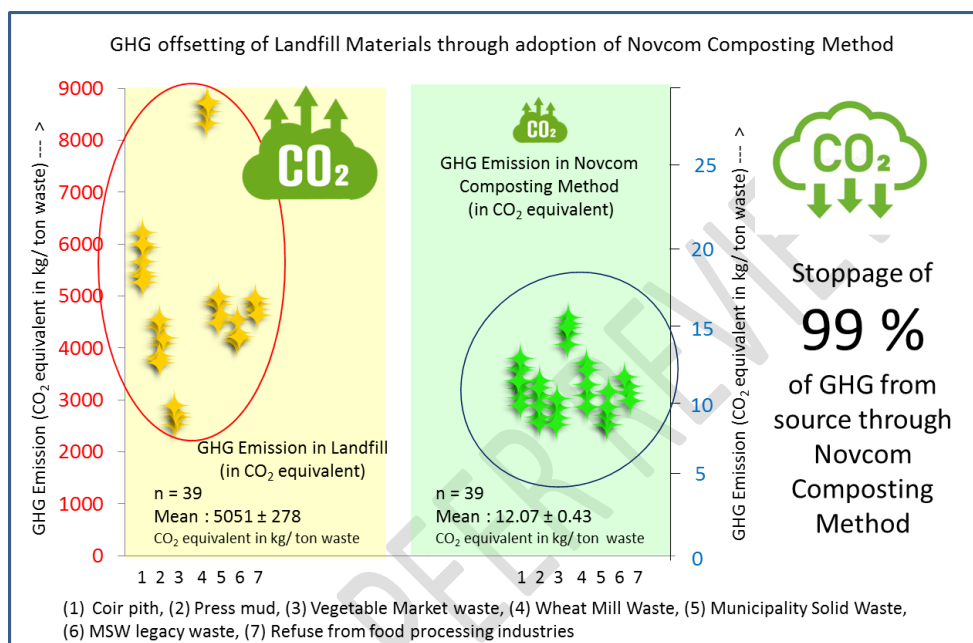 GHG offsetting of Landfill Materials through adoption of Novcom Composting Method
GHG Emission (CO₂ equivalent in kg/ ton waste) --- >
9000
8000
7000
6000
5000
4000
3000
2000
1000
0
CO₂
GHG Emission in Landfill
(in CO₂ equivalent)
n = 39
Mean : 5051 ± 278
CO₂ equivalent in kg/ ton waste
1 2 3 4 5 6 7
CO₂
GHG Emission in Novcom
Composting Method
(in CO₂ equivalent)
n = 39
Mean : 12.07 ± 0.43
CO₂ equivalent in kg/ ton waste
1 2 3 4 5 6 7
25
20
15
10
5
0
GHG Emission (CO₂ equivalent in kg/ ton waste) --- >
CO₂
Stoppage of
99 %
of GHG from
source through
Novcom
Composting
Method
(1) Coir pith, (2) Press mud, (3) Vegetable Market waste, (4) Wheat Mill Waste, (5) Municipality Solid Waste,
(6) MSW legacy waste, (7) Refuse from food processing industries
PEER REVIE